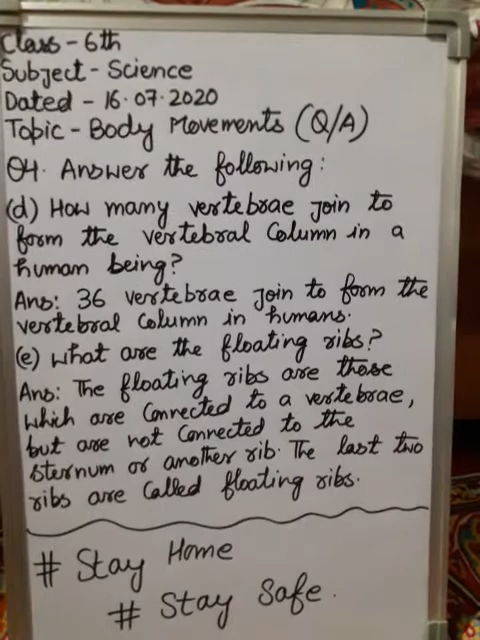 Class - 6th
Subject - Science
Dated - 16.07.2020
Topic - Body Movements (Q/A)
Q4. Answer the following:
(d) How many vertebrae join to
form the vertebral column in a
human being?
Ans: 36 vertebrae join to form the
vertebral column in humans.
(e) What are the floating ribs?
Ans: The floating ribs are those
which are connected to a vertebrae,
but are not connected to the
sternum or another rib. The last two
ribs are called floating ribs.
# Stay Home
# Stay Safe.